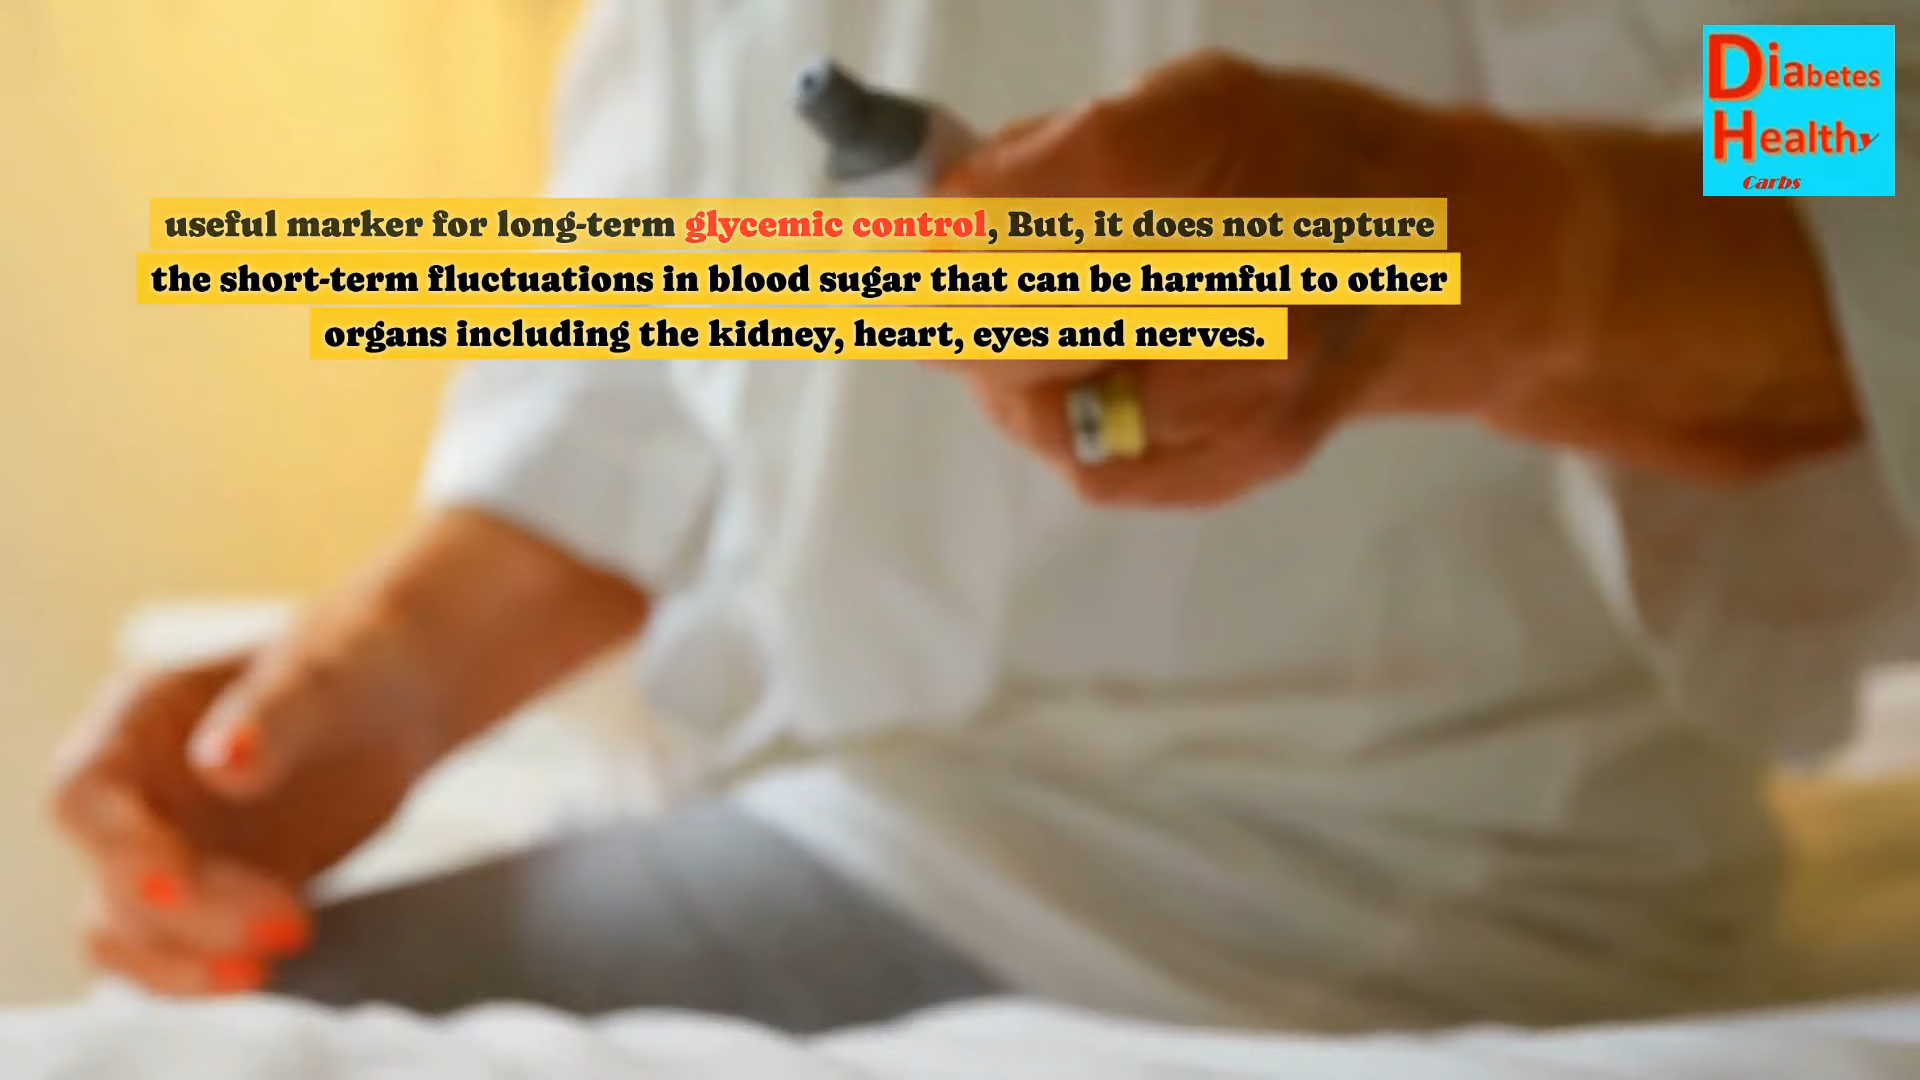 Diabetes
Healthy
Carbs
useful marker for long-term glycemic control, But, it does not capture
the short-term fluctuations in blood sugar that can be harmful to other
organs including the kidney, heart, eyes and nerves.